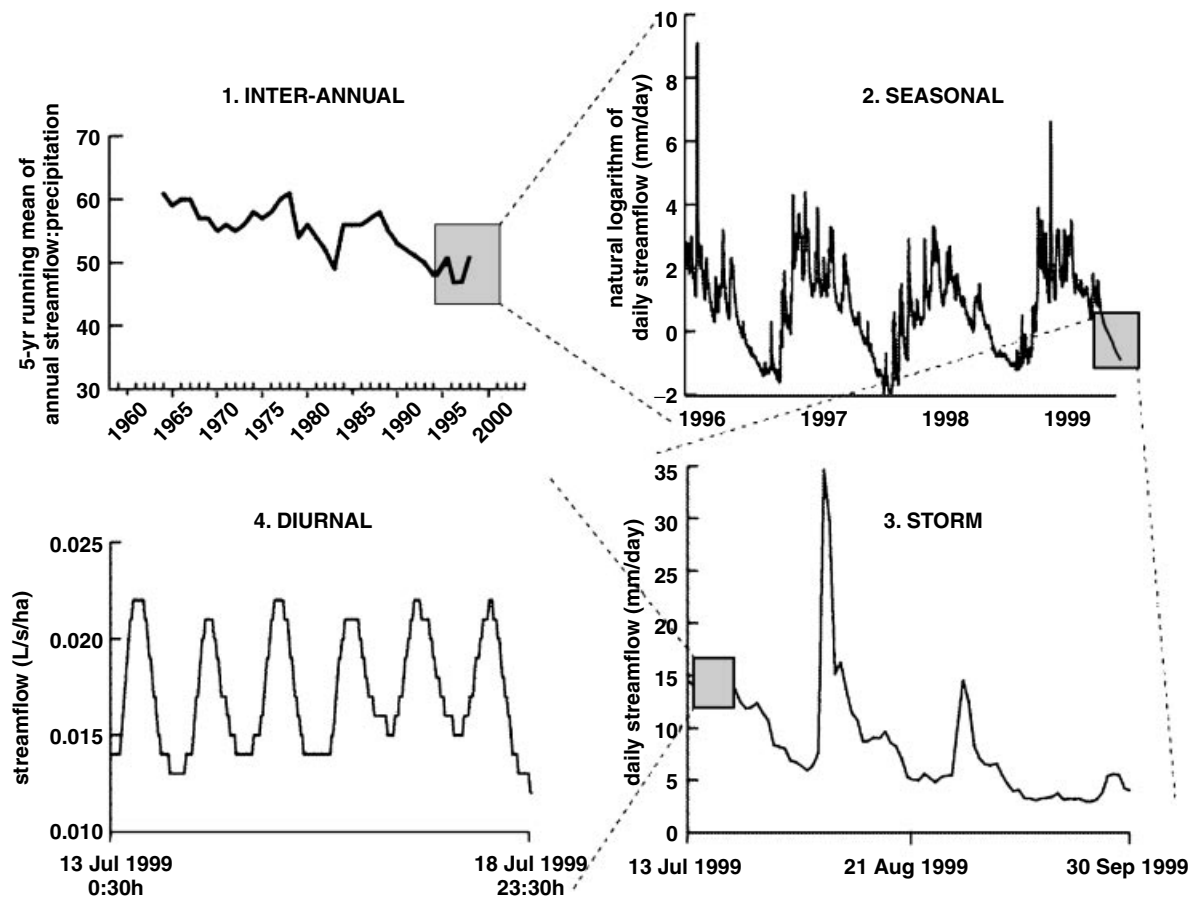 1. INTER-ANNUAL
5-yr running mean of
annual streamflow:precipitation
70
60
50
40
30
1960
1965
1970
1975
1980
1985
1990
1995
2000
2. SEASONAL
natural logarithm of
daily streamflow (mm/day)
10
8
6
4
2
0
–2
1996
1997
1998
1999
4. DIURNAL
streamflow (L/s/ha)
0.025
0.020
0.015
0.010
13 Jul 1999
0:30h
18 Jul 1999
23:30h
3. STORM
daily streamflow (mm/day)
35
30
25
20
15
10
5
0
13 Jul 1999
21 Aug 1999
30 Sep 1999